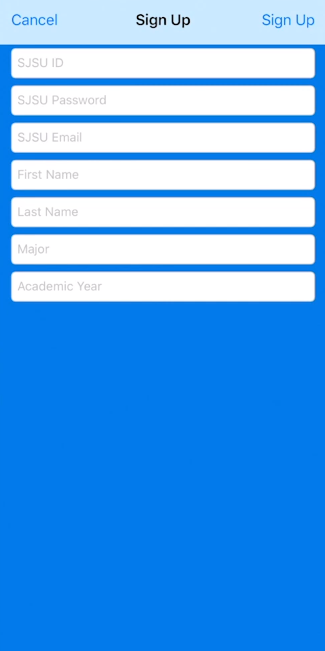 Cancel Sign Up Sign Up
SJSU ID
SJSU Password
SJSU Email
First Name
Last Name
Major
Academic Year